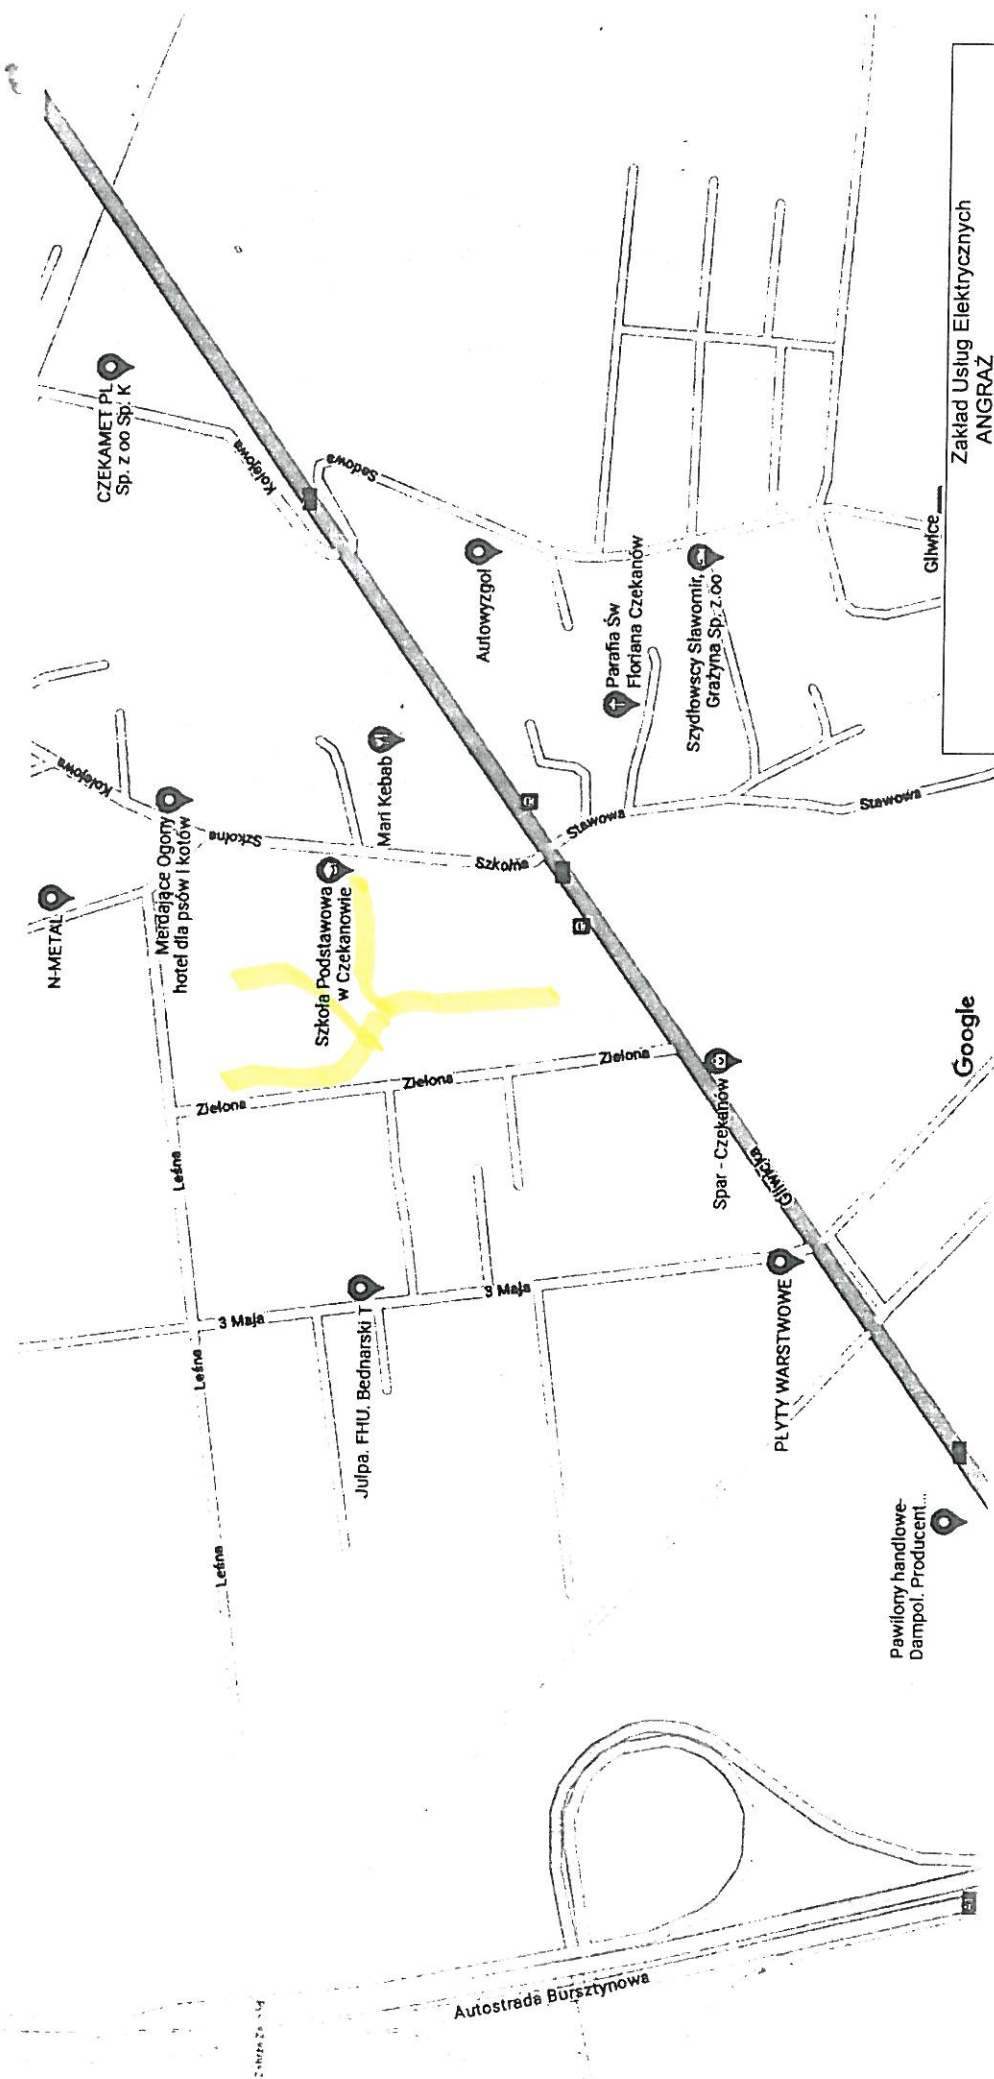 CZEKAMET PL
Sp. z oo Sp. K
Kolejowa
Sadowa
Autowyzgoł
Parafia Św
Floriana Czekanów
Szydłowscy Sławomir,
Grażyna Sp. z.oo
Gliwice
Zakład Usług Elektrycznych
ANGRAŻ
N-METAL
Kolejowa
Merdające Ogony
hotel dla psów i kotów
Szkolna
Mari Kebab
Szkoła Podstawowa
w Czekanowie
Szkolna
Stawowa
Stawowa
Leśna
Zielona
Zielona
Zielona
Spar - Czekanów
Gliwicka
Google
Leśna
3 Maja
3 Maja
Julpa. FHU. Bednarski T
PŁYTY WARSTWOWE
Leśna
Pawilony handlowe-
Dampol. Producent...
Autostrada Bursztynowa
A1